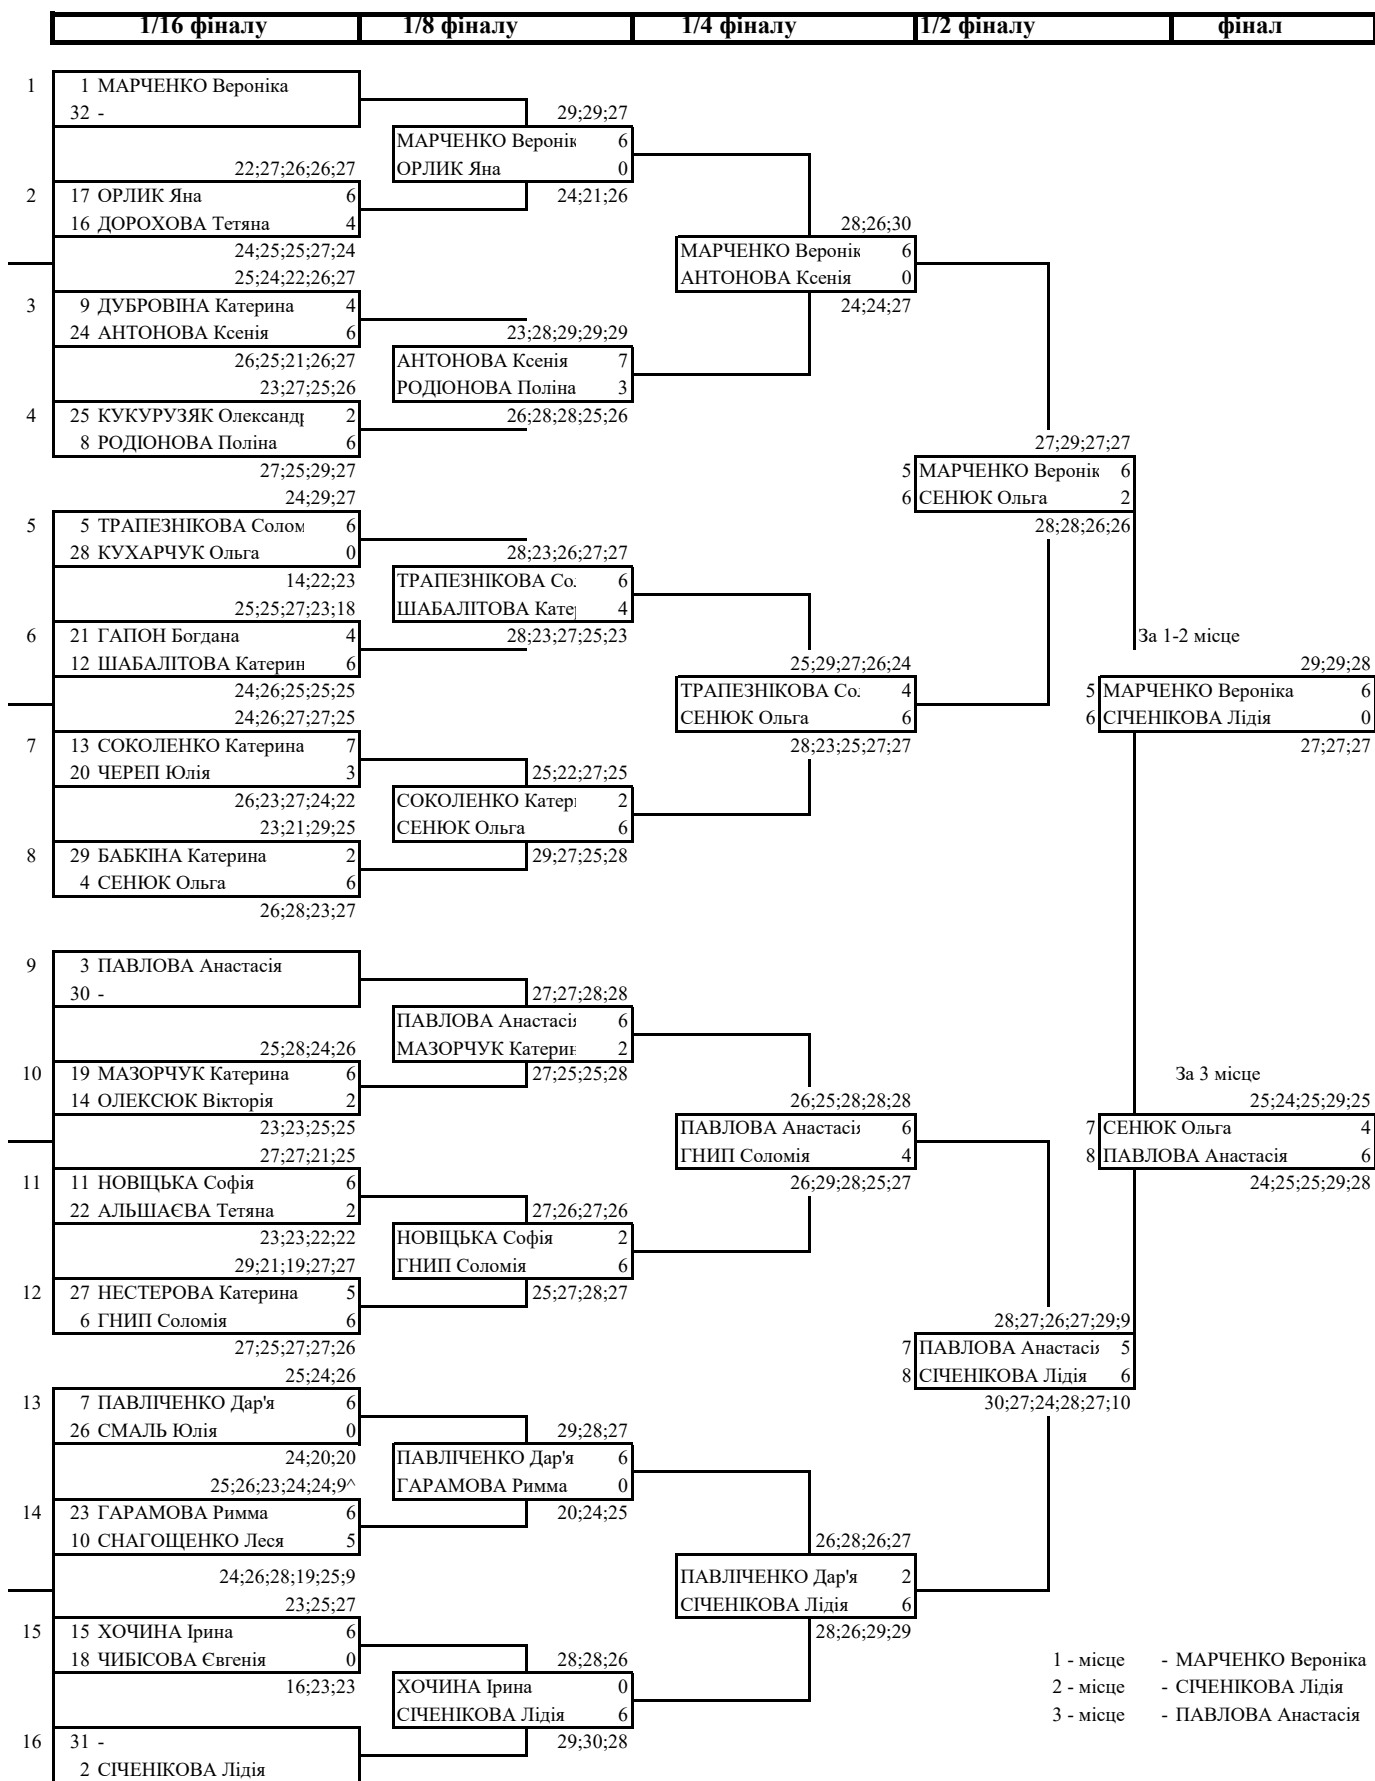 1/16 фіналу 1/8 фіналу 1/4 фіналу 1/2 фіналу фінал
1 1 МАРЧЕНКО Вероніка
32 - 29;29;27
МАРЧЕНКО Веронік 6
22;27;26;26;27 ОРЛИК Яна 0
2 17 ОРЛИК Яна 6 24;21;26
16 ДОРОХОВА Тетяна 4 28;26;30
24;25;25;27;24 МАРЧЕНКО Веронік 6
25;24;22;26;27 АНТОНОВА Ксенія 0
3 9 ДУБРОВІНА Катерина 4 24;24;27
24 АНТОНОВА Ксенія 6 23;28;29;29;29
26;25;21;26;27 АНТОНОВА Ксенія 7
23;27;25;26 РОДІОНОВА Поліна 3
4 25 КУКУРУЗЯК Олександр 2 26;28;28;25;26
8 РОДІОНОВА Поліна 6 27;29;27;27
27;25;29;27 5 МАРЧЕНКО Веронік 6
24;29;27 6 СЕНЮК Ольга 2
5 5 ТРАПЕЗНІКОВА Солом 6 28;28;26;26
28 КУХАРЧУК Ольга 0 28;23;26;27;27
14;22;23 ТРАПЕЗНІКОВА Со. 6
25;25;27;23;18 ШАБАЛІТОВА Кате 4
6 21 ГАПОН Богдана 4 28;23;27;25;23 За 1-2 місце
12 ШАБАЛІТОВА Катерин 6 25;29;27;26;24 29;29;28
24;26;25;25;25 ТРАПЕЗНІКОВА Со. 4 5 МАРЧЕНКО Вероніка 6
24;26;27;27;25 СЕНЮК Ольга 6 6 СІЧЕНІКОВА Лідія 0
7 13 СОКОЛЕНКО Катерина 7 28;23;25;27;27 27;27;27
20 ЧЕРЕП Юлія 3 25;22;27;25
26;23;27;24;22 СОКОЛЕНКО Катер 2
23;21;29;25 СЕНЮК Ольга 6
8 29 БАБКІНА Катерина 2 29;27;25;28
4 СЕНЮК Ольга 6
26;28;23;27
9 3 ПАВЛОВА Анастасія
30 - 27;27;28;28
ПАВЛОВА Анастасія 6
25;28;24;26 МАЗОРЧУК Катерин 2
10 19 МАЗОРЧУК Катерина 6 27;25;25;28 За 3 місце
14 ОЛЕКСЮК Вікторія 2 26;25;28;28;28 25;24;25;29;25
23;23;25;25 ПАВЛОВА Анастасія 6 7 СЕНЮК Ольга 4
27;27;21;25 ГНИП Соломія 4 8 ПАВЛОВА Анастасія 6
11 11 НОВІЦЬКА Софія 6 26;29;28;25;27 24;25;25;29;28
22 АЛЬШАЄВА Тетяна 2 27;26;27;26
23;23;22;22 НОВІЦЬКА Софія 2
29;21;19;27;27 ГНИП Соломія 6
12 27 НЕСТЕРОВА Катерина 5 25;27;28;27
6 ГНИП Соломія 6 28;27;26;27;29;9
27;25;27;27;26 7 ПАВЛОВА Анастасія 5
25;24;26 8 СІЧЕНІКОВА Лідія 6
13 7 ПАВЛІЧЕНКО Дар'я 6 30;27;24;28;27;10
26 СМАЛЬ Юлія 0 29;28;27
24;20;20 ПАВЛІЧЕНКО Дар'я 6
25;26;23;24;24;9^ ГАРАМОВА Римма 0
14 23 ГАРАМОВА Римма 6 20;24;25
10 СНАГОЩЕНКО Леся 5 26;28;26;27
24;26;28;19;25;9 ПАВЛІЧЕНКО Дар'я 2
23;25;27 СІЧЕНІКОВА Лідія 6
15 15 ХОЧИНА Ірина 6 28;26;29;29
18 ЧИБІСОВА Євгенія 0 28;28;26 1 - місце - МАРЧЕНКО Вероніка
16;23;23 ХОЧИНА Ірина 0 2 - місце - СІЧЕНІКОВА Лідія
СІЧЕНІКОВА Лідія 6 3 - місце - ПАВЛОВА Анастасія
16 31 - 29;30;28
2 СІЧЕНІКОВА Лідія